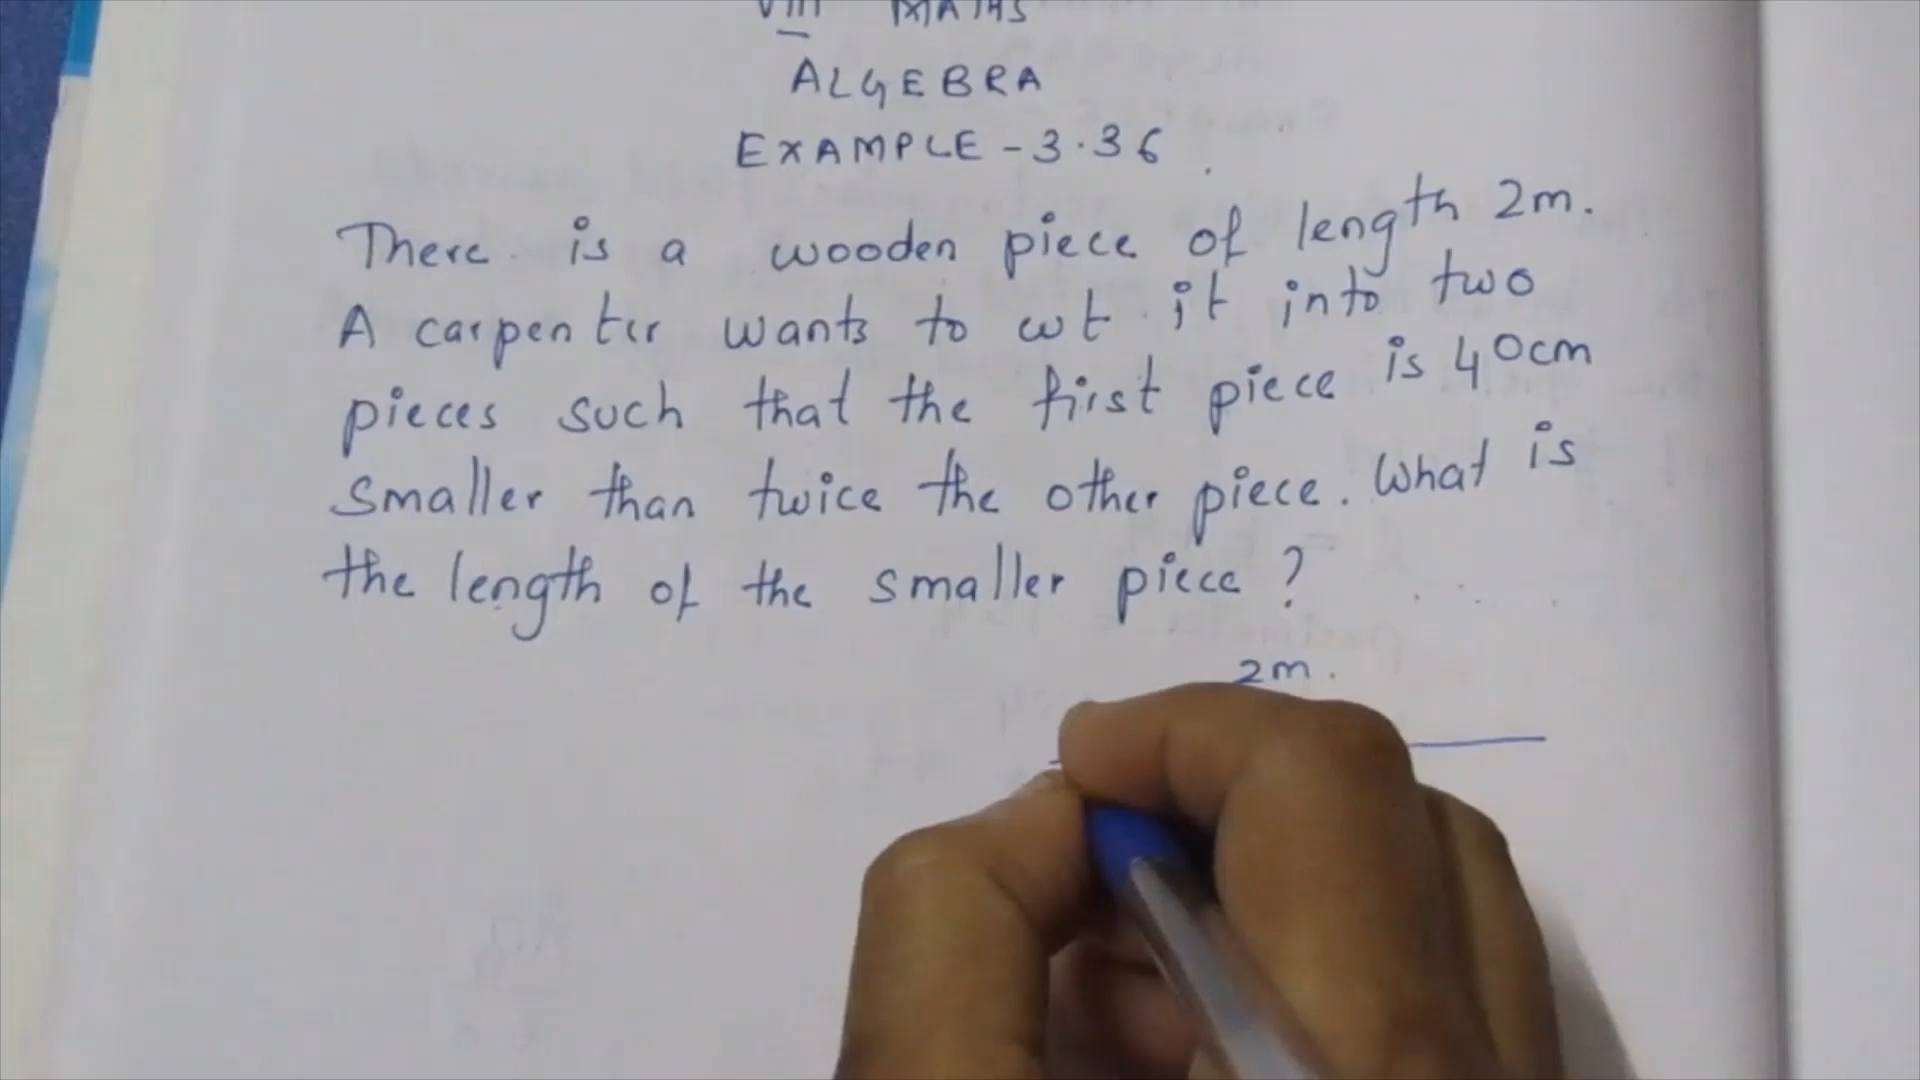 VIII MATHS
ALGEBRA
EXAMPLE - 3.36
There is a wooden piece of length 2m.
A carpenter wants to cut it into two
pieces such that the first piece is 40cm
smaller than twice the other piece. What is
the length of the smaller piece ?
2m.